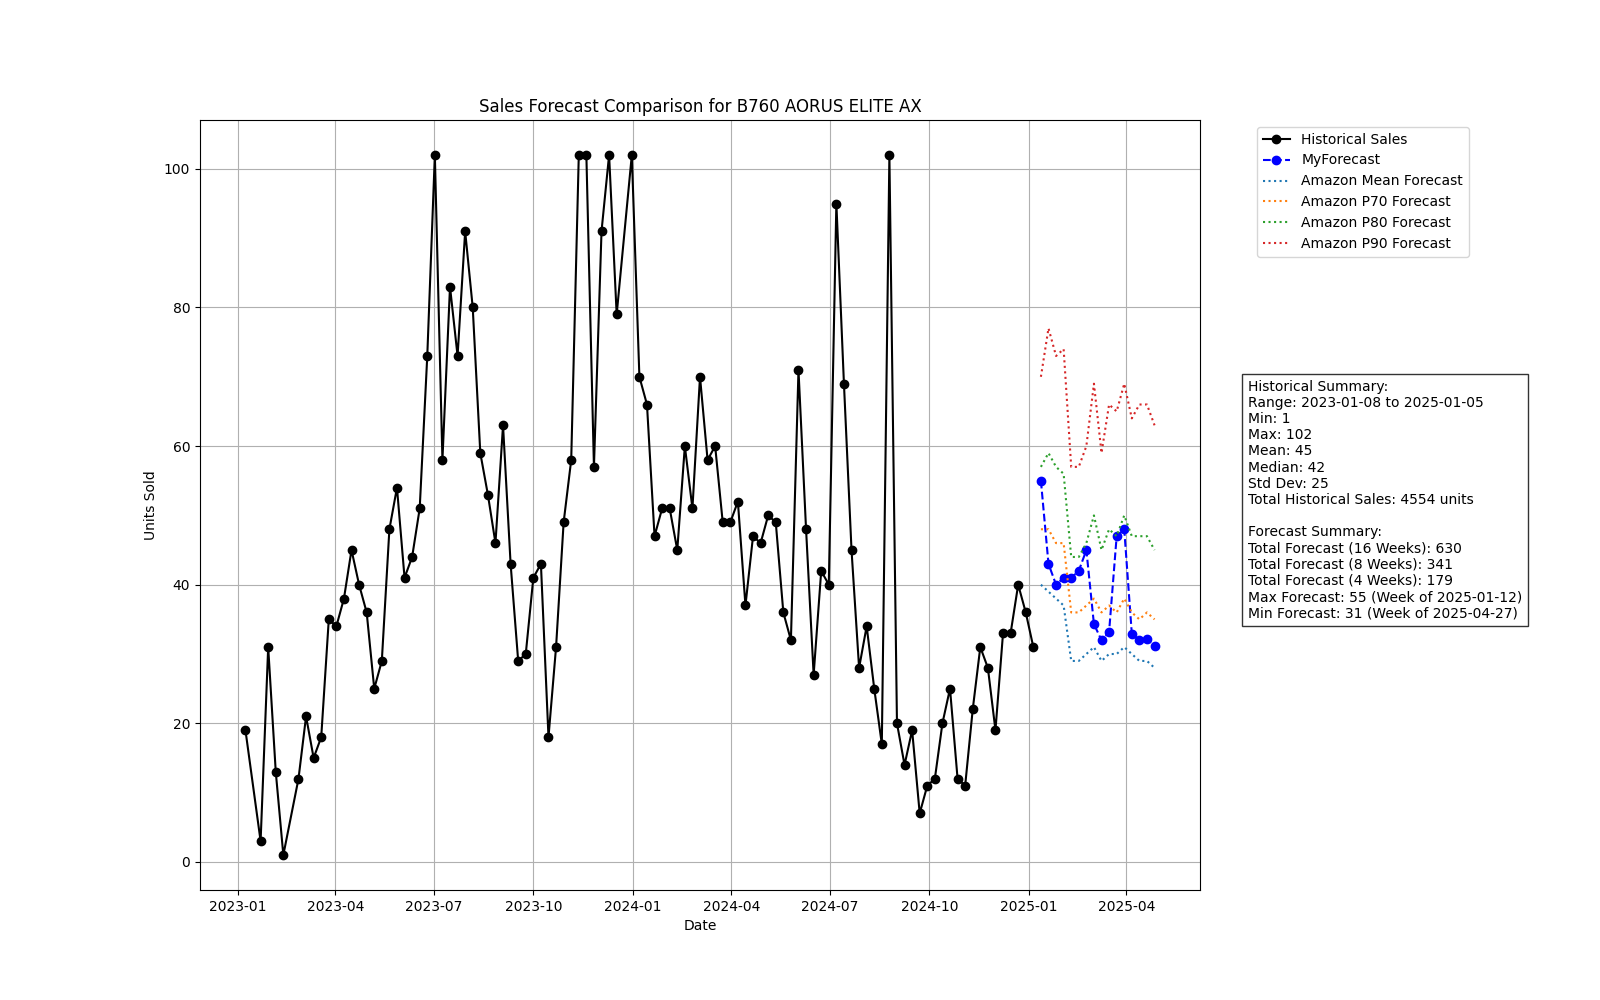 Sales Forecast Comparison for B760 AORUS ELITE AX
Historical Sales
MyForecast
Amazon Mean Forecast
Amazon P70 Forecast
Amazon P80 Forecast
Amazon P90 Forecast
100
80
60
40
20
0
Units Sold
2023-01
2023-04
2023-07
2023-10
2024-01
2024-04
2024-07
2024-10
2025-01
2025-04
Date
Historical Summary:
Range: 2023-01-08 to 2025-01-05
Min: 1
Max: 102
Mean: 45
Median: 42
Std Dev: 25
Total Historical Sales: 4554 units
Forecast Summary:
Total Forecast (16 Weeks): 630
Total Forecast (8 Weeks): 341
Total Forecast (4 Weeks): 179
Max Forecast: 55 (Week of 2025-01-12)
Min Forecast: 31 (Week of 2025-04-27)